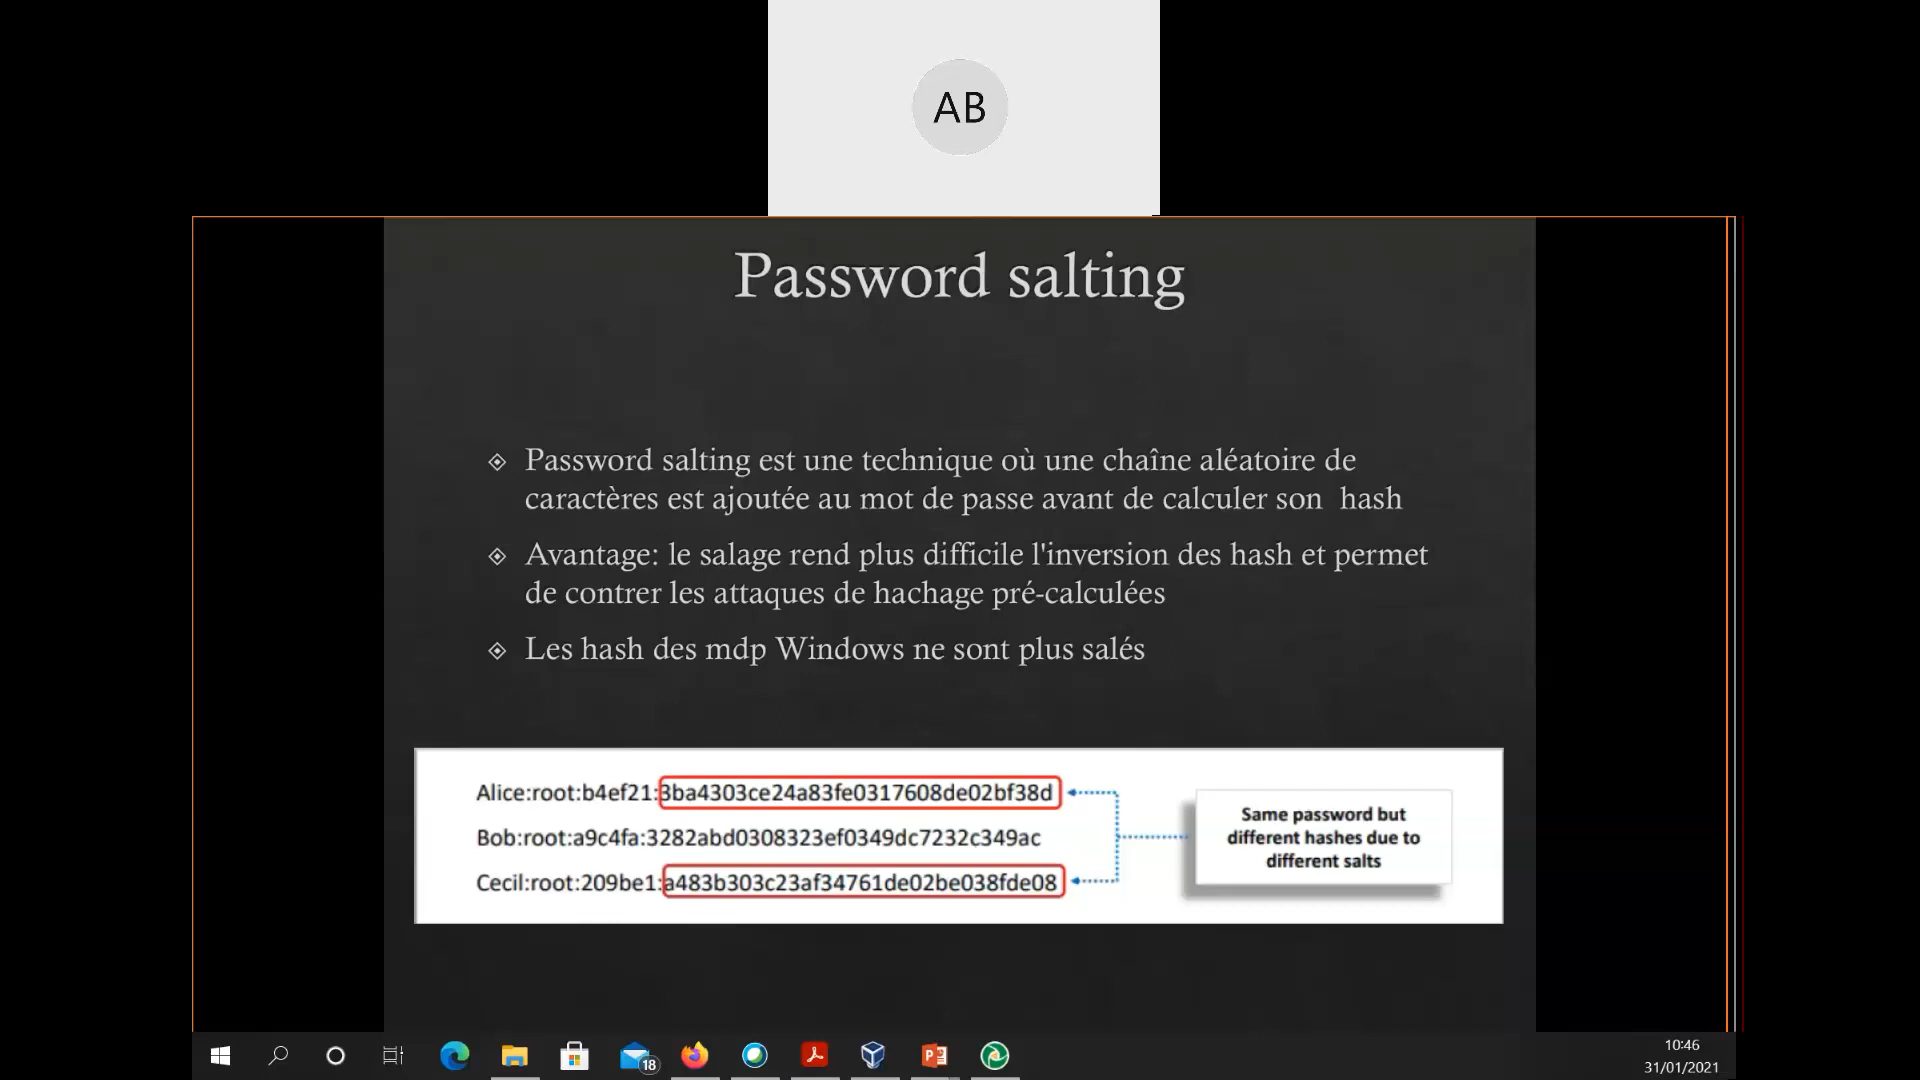 AB
Password salting
Password salting est une technique où une chaîne aléatoire de
caractères est ajoutée au mot de passe avant de calculer son  hash
Avantage: le salage rend plus difficile l'inversion des hash et permet
de contrer les attaques de hachage pré-calculées
Les hash des mdp Windows ne sont plus salés
Alice:root:b4ef21:3ba4303ce24a83fe0317608de02bf38d
Bob:root:a9c4fa:3282abd0308323ef0349dc7232c349ac
Cecil:root:209be1:a483b303c23af34761de02be038fde08
Same password but
different hashes due to
different salts
18
10:46
31/01/2021